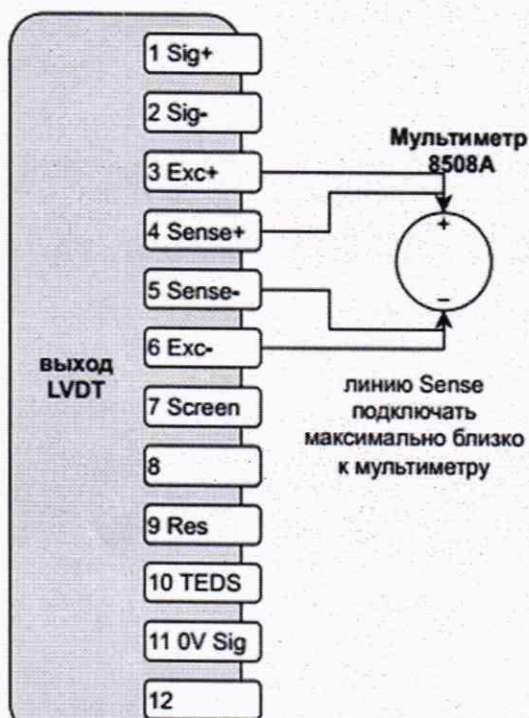 1 Sig+
2 Sig-
3 Exc+
4 Sense+
5 Sense-
6 Exc-
7 Screen
8
9 Res
10 TEDS
11 0V Sig
12
выход
LVDT
Мультиметр
8508А
+
−
линию Sense
подключать
максимально близко
к мультиметру